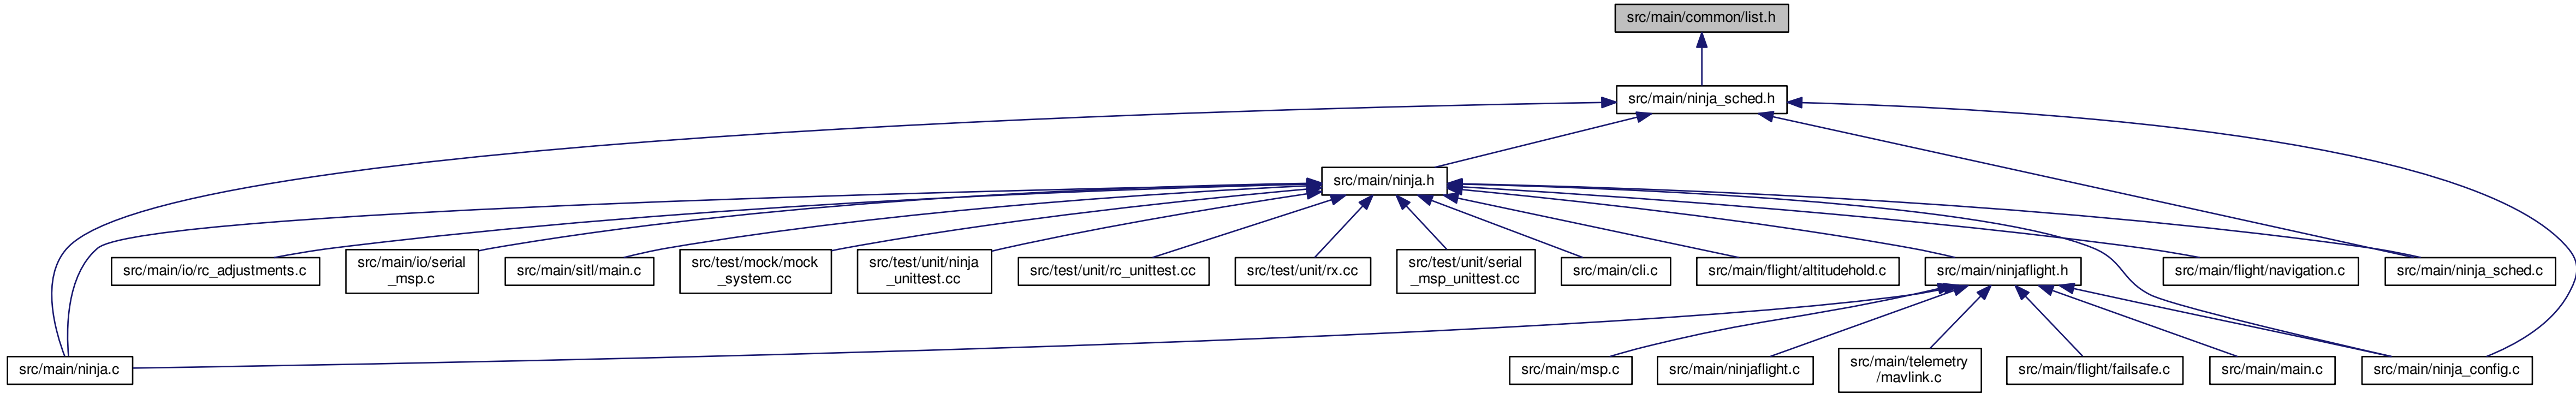 src/main/common/list.h
src/main/ninja_sched.h
src/main/ninja.h
src/main/io/rc_adjustments.c
src/main/io/serial
_msp.c
src/main/sitl/main.c
src/test/mock/mock
_system.cc
src/test/unit/ninja
_unittest.cc
src/test/unit/rc_unittest.cc
src/test/unit/rx.cc
src/test/unit/serial
_msp_unittest.cc
src/main/cli.c
src/main/flight/altitudehold.c
src/main/ninjaflight.h
src/main/flight/navigation.c
src/main/ninja_sched.c
src/main/ninja.c
src/main/msp.c
src/main/ninjaflight.c
src/main/telemetry
/mavlink.c
src/main/flight/failsafe.c
src/main/main.c
src/main/ninja_config.c